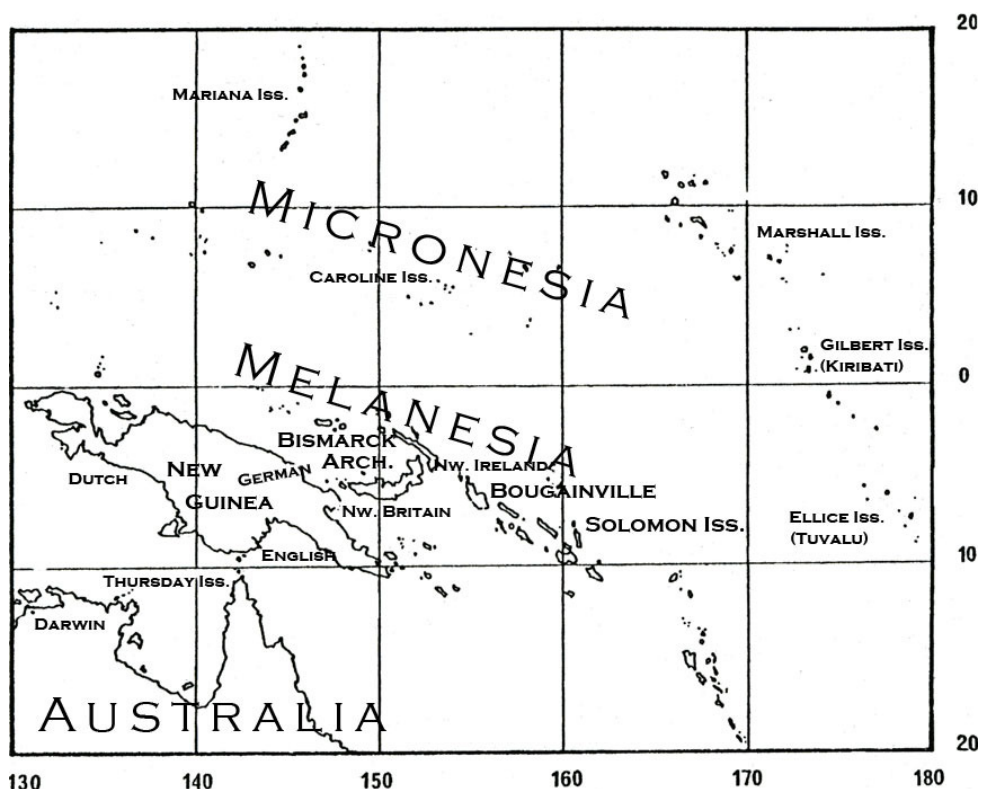 20
MARIANA ISS.
MICRONESIA
10
MARSHALL ISS.
CAROLINE ISS.
GILBERT ISS.
(KIRIBATI)
MELANESIA
0
BISMARCK
ARCH.
NW. IRELAND
NEW
GUINEA
GERMAN
DUTCH
BOUGAINVILLE
NW. BRITAIN
SOLOMON ISS.
ELLICE ISS.
(TUVALU)
ENGLISH
10
THURSDAY ISS.
DARWIN
AUSTRALIA
20
130 140 150 160 170 180